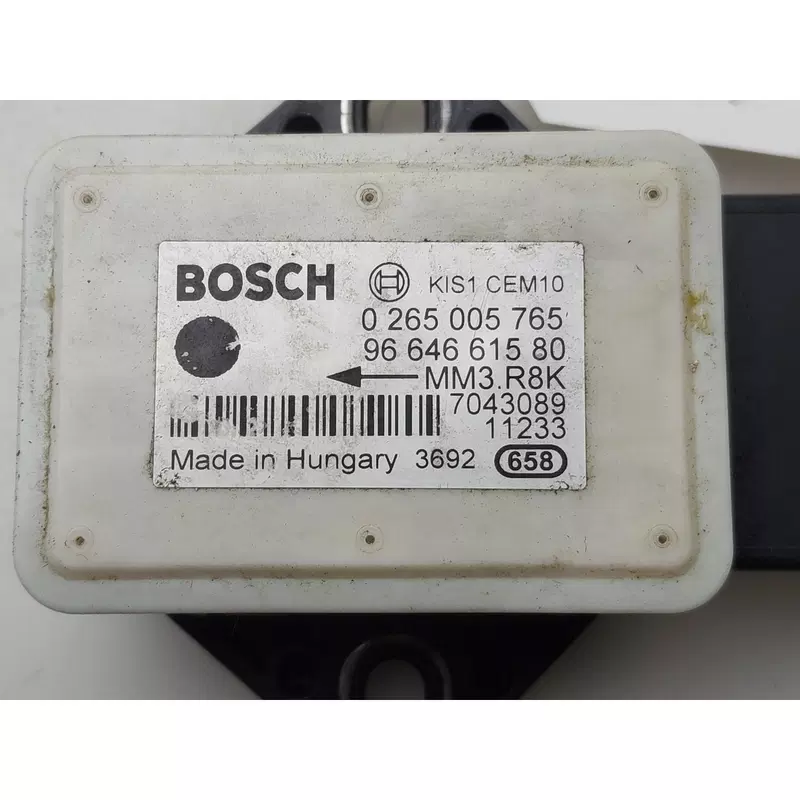 BOSCH KIS1 CEM10
0 265 005 765
96 646 615 80
MM3.R8K
7043089
11233
Made in Hungary 3692 658